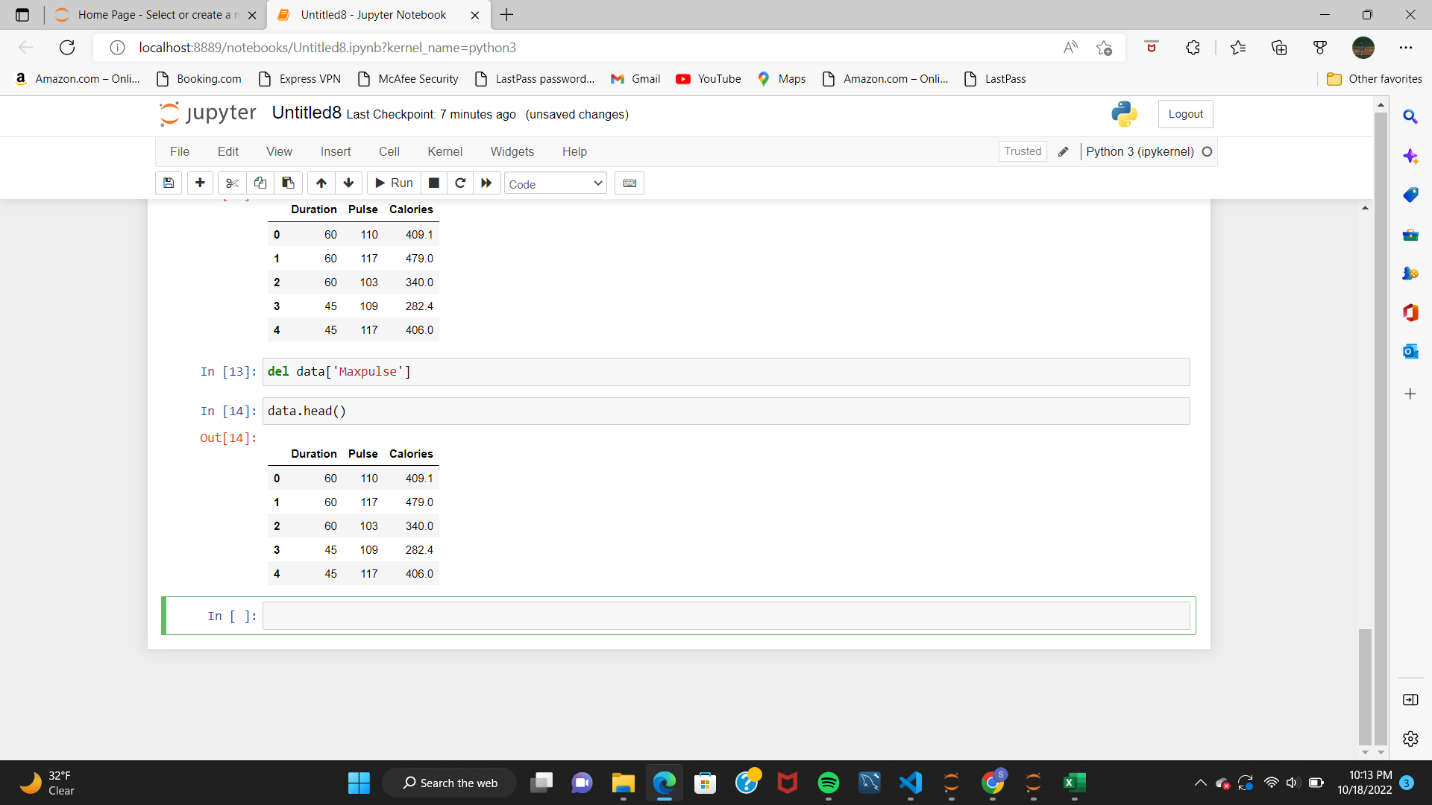 Home Page - Select or create a n
Untitled8 - Jupyter Notebook
localhost:8889/notebooks/Untitled8.ipynb?kernel_name=python3
Amazon.com – Onli...
Booking.com
Express VPN
McAfee Security
LastPass password...
Gmail
YouTube
Maps
Amazon.com – Onli...
LastPass
Other favorites
jupyter Untitled8 Last Checkpoint: 7 minutes ago (unsaved changes)
Logout
File Edit View Insert Cell Kernel Widgets Help
Trusted
Python 3 (ipykernel)
Run
Code
Duration Pulse Calories
0 60 110 409.1
1 60 117 479.0
2 60 103 340.0
3 45 109 282.4
4 45 117 406.0
In [13]: del data['Maxpulse']
In [14]: data.head()
Out[14]:
Duration Pulse Calories
0 60 110 409.1
1 60 117 479.0
2 60 103 340.0
3 45 109 282.4
4 45 117 406.0
In [ ]:
32°F
Clear
Search the web
10:13 PM
10/18/2022
3